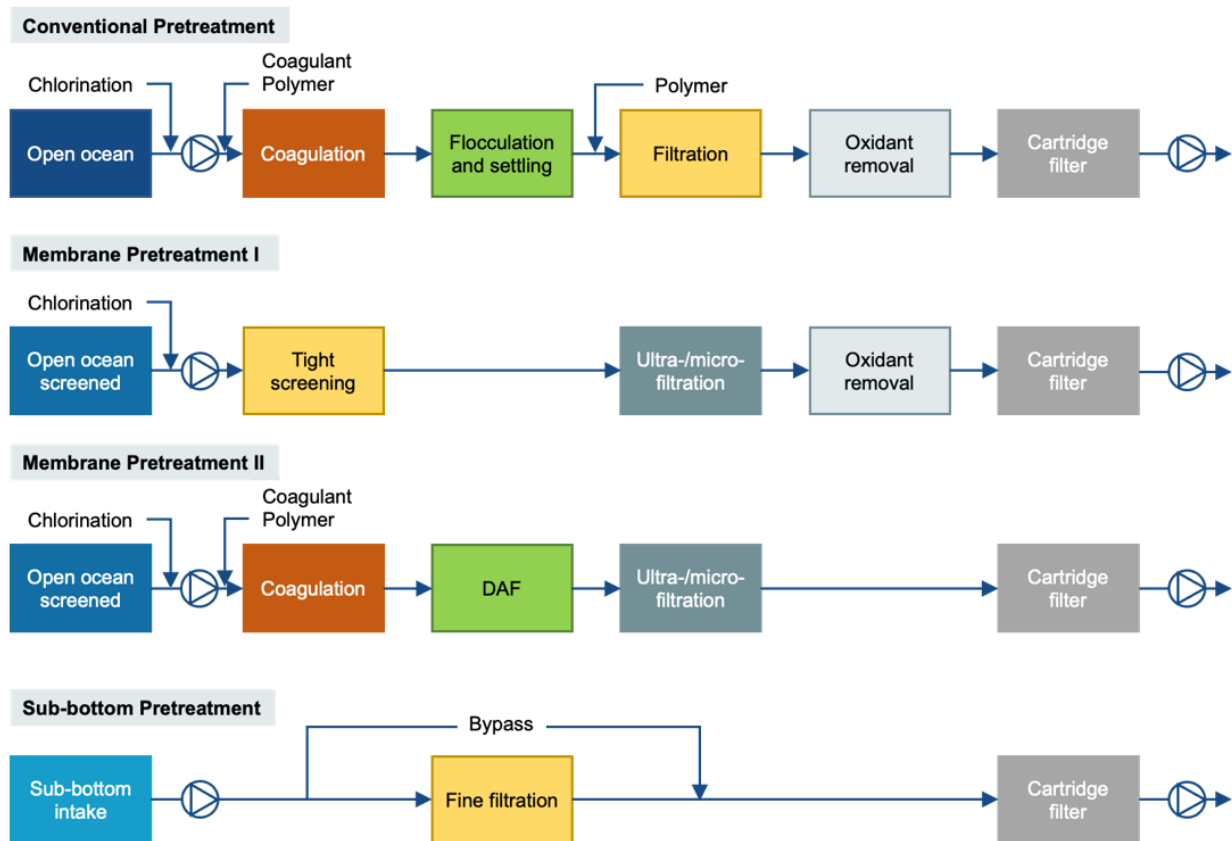 Conventional Pretreatment
Chlorination
Coagulant
Polymer
Polymer
Open ocean
Coagulation
Flocculation
and settling
Filtration
Oxidant
removal
Cartridge
filter
Membrane Pretreatment I
Chlorination
Open ocean
screened
Tight
screening
Ultra-/micro-
filtration
Oxidant
removal
Cartridge
filter
Membrane Pretreatment II
Chlorination
Coagulant
Polymer
Open ocean
screened
Coagulation
DAF
Ultra-/micro-
filtration
Cartridge
filter
Sub-bottom Pretreatment
Bypass
Sub-bottom
intake
Fine filtration
Cartridge
filter